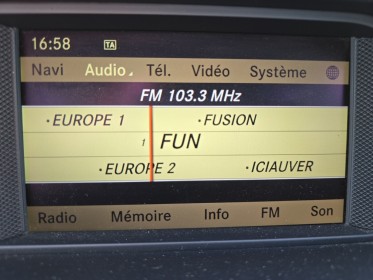 16:58 TA
Navi Audio Tél. Vidéo Système
FM 103.3 MHz
·EUROPE 1 ·FUSION
1 FUN
·EUROPE 2 ·ICIAUVER
Radio Mémoire Info FM Son